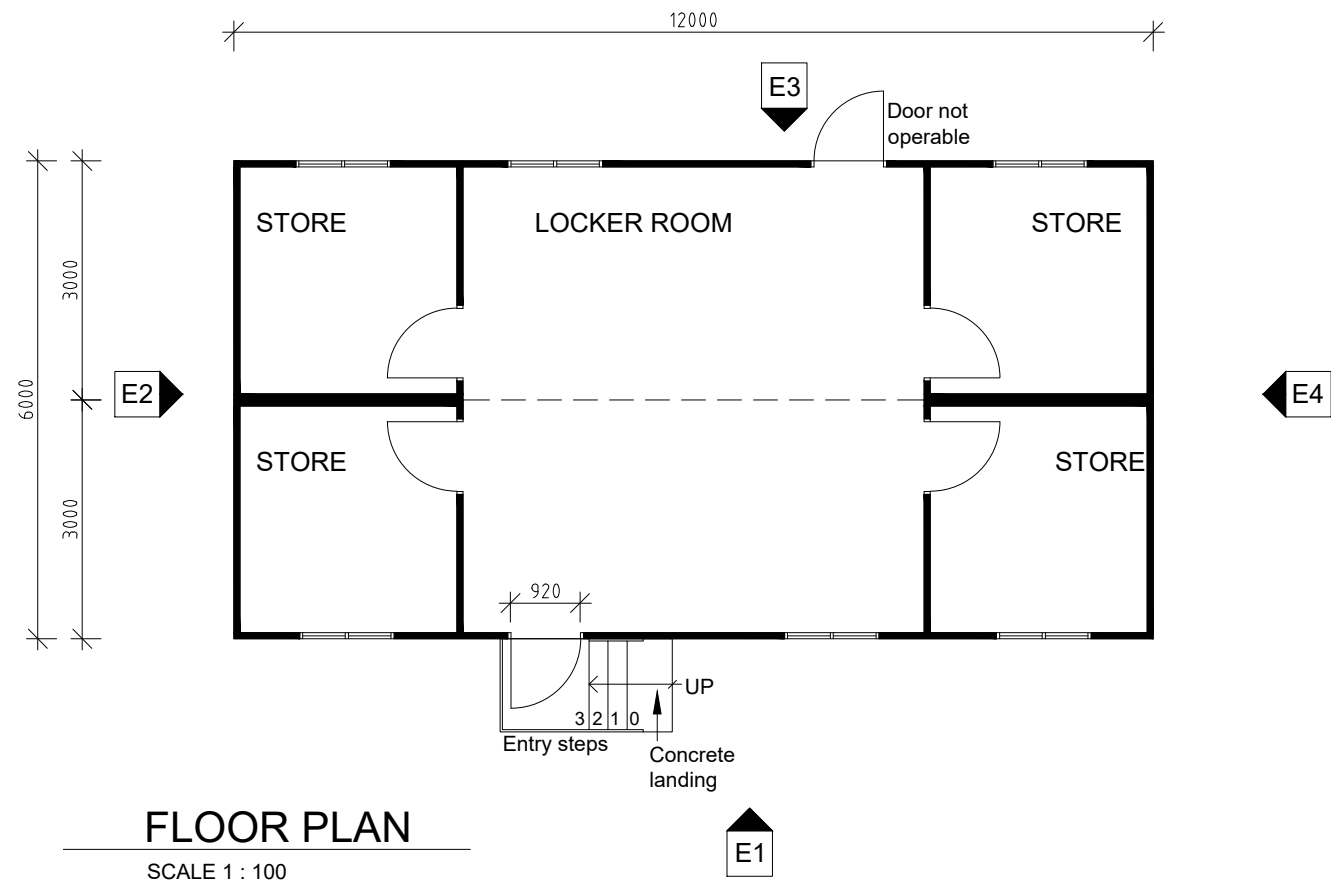 12000
E3
Door not
operable
STORE
LOCKER ROOM
STORE
3000
6000
E2
E4
STORE
STORE
3000
920
UP
3 2 1 0
Entry steps
Concrete
landing
FLOOR PLAN
SCALE 1 : 100
E1